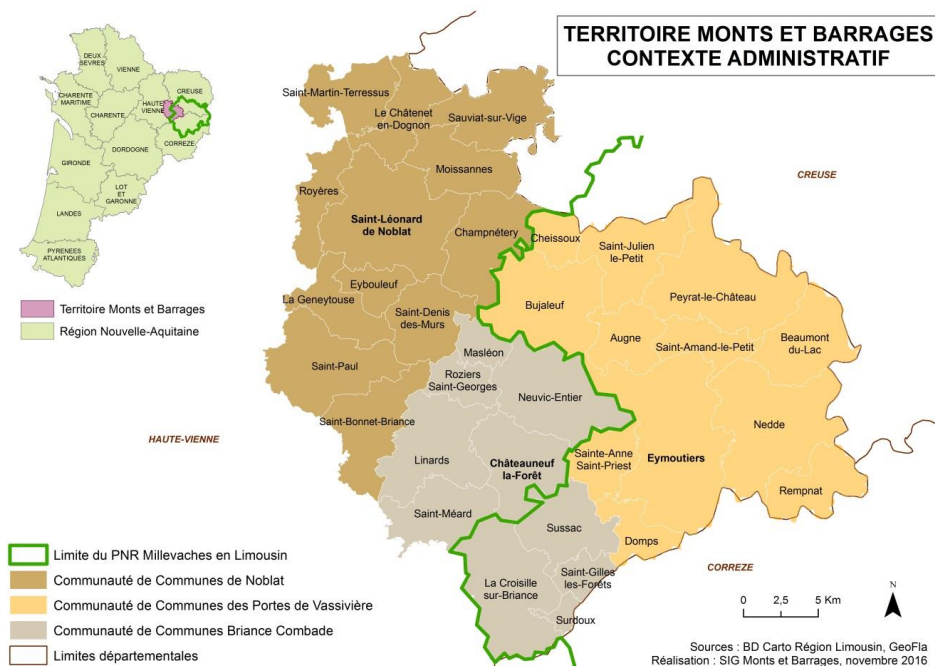 TERRITOIRE MONTS ET BARRAGES
CONTEXTE ADMINISTRATIF
DEUX
SEVRES
VIENNE
CHARENTE
MARITIME
CHARENTE
HAUTE
VIENNE
CREUSE
CORREZE
DORDOGNE
GIRONDE
LOT
ET
GARONNE
LANDES
PYRENEES
ATLANTIQUES
Territoire Monts et Barrages
Région Nouvelle-Aquitaine
Saint-Martin-Terressus
Le Châtenet
en-Dognon
Sauviat-sur-Vige
Moissannes
Royères
Saint-Léonard
de Noblat
Champnétery
Eybouleuf
La Geneytouse
Saint-Denis
des-Murs
Saint-Paul
Saint-Bonnet-Briance
CREUSE
Cheissoux
Saint-Julien
le-Petit
Bujaleuf
Peyrat-le-Château
Augne
Saint-Amand-le-Petit
Beaumont
du-Lac
Nedde
Sainte-Anne
Saint-Priest
Eymoutiers
Rempnat
Domps
Masléon
Roziers
Saint-Georges
Neuvic-Entier
Linards
Châteauneuf
la-Forêt
Saint-Méard
Sussac
Saint-Gilles
les-Forêts
La Croisille
sur-Briance
Surdoux
HAUTE-VIENNE
CORREZE
Limite du PNR Millevaches en Limousin
Communauté de Communes de Noblat
Communauté de Communes des Portes de Vassivière
Communauté de Communes Briance Combade
Limites départementales
0 2,5 5 Km
N
Sources : BD Carto Région Limousin, GeoFla
Réalisation : SIG Monts et Barrages, novembre 2016